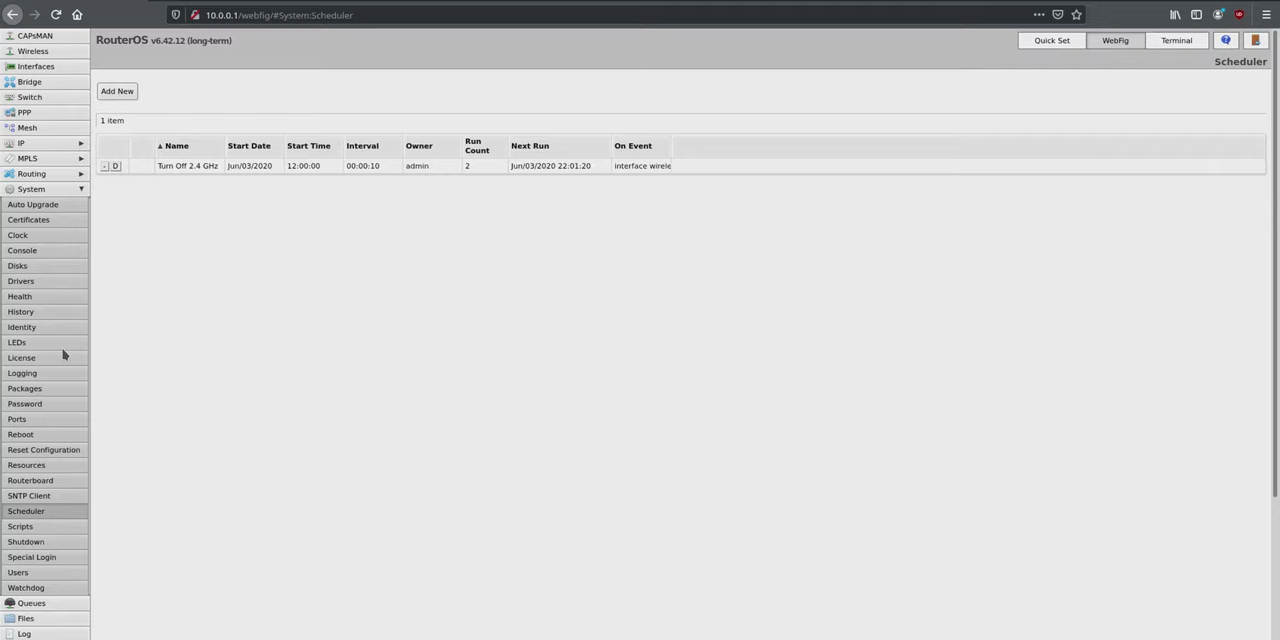 10.0.0.1/webfig/#System:Scheduler
RouterOS v6.42.12 (long-term)
Quick Set
WebFig
Terminal
Scheduler
CAPsMAN
Wireless
Interfaces
Bridge
Switch
PPP
Mesh
IP
MPLS
Routing
System
Auto Upgrade
Certificates
Clock
Console
Disks
Drivers
Health
History
Identity
LEDs
License
Logging
Packages
Password
Ports
Reboot
Reset Configuration
Resources
Routerboard
SNTP Client
Scheduler
Scripts
Shutdown
Special Login
Users
Watchdog
Queues
Files
Log
Add New
1 item
▲ Name Start Date Start Time Interval Owner Run Count Next Run On Event
- D Turn Off 2.4 GHz Jun/03/2020 12:00:00 00:00:10 admin 2 Jun/03/2020 22:01:20 interface wirele